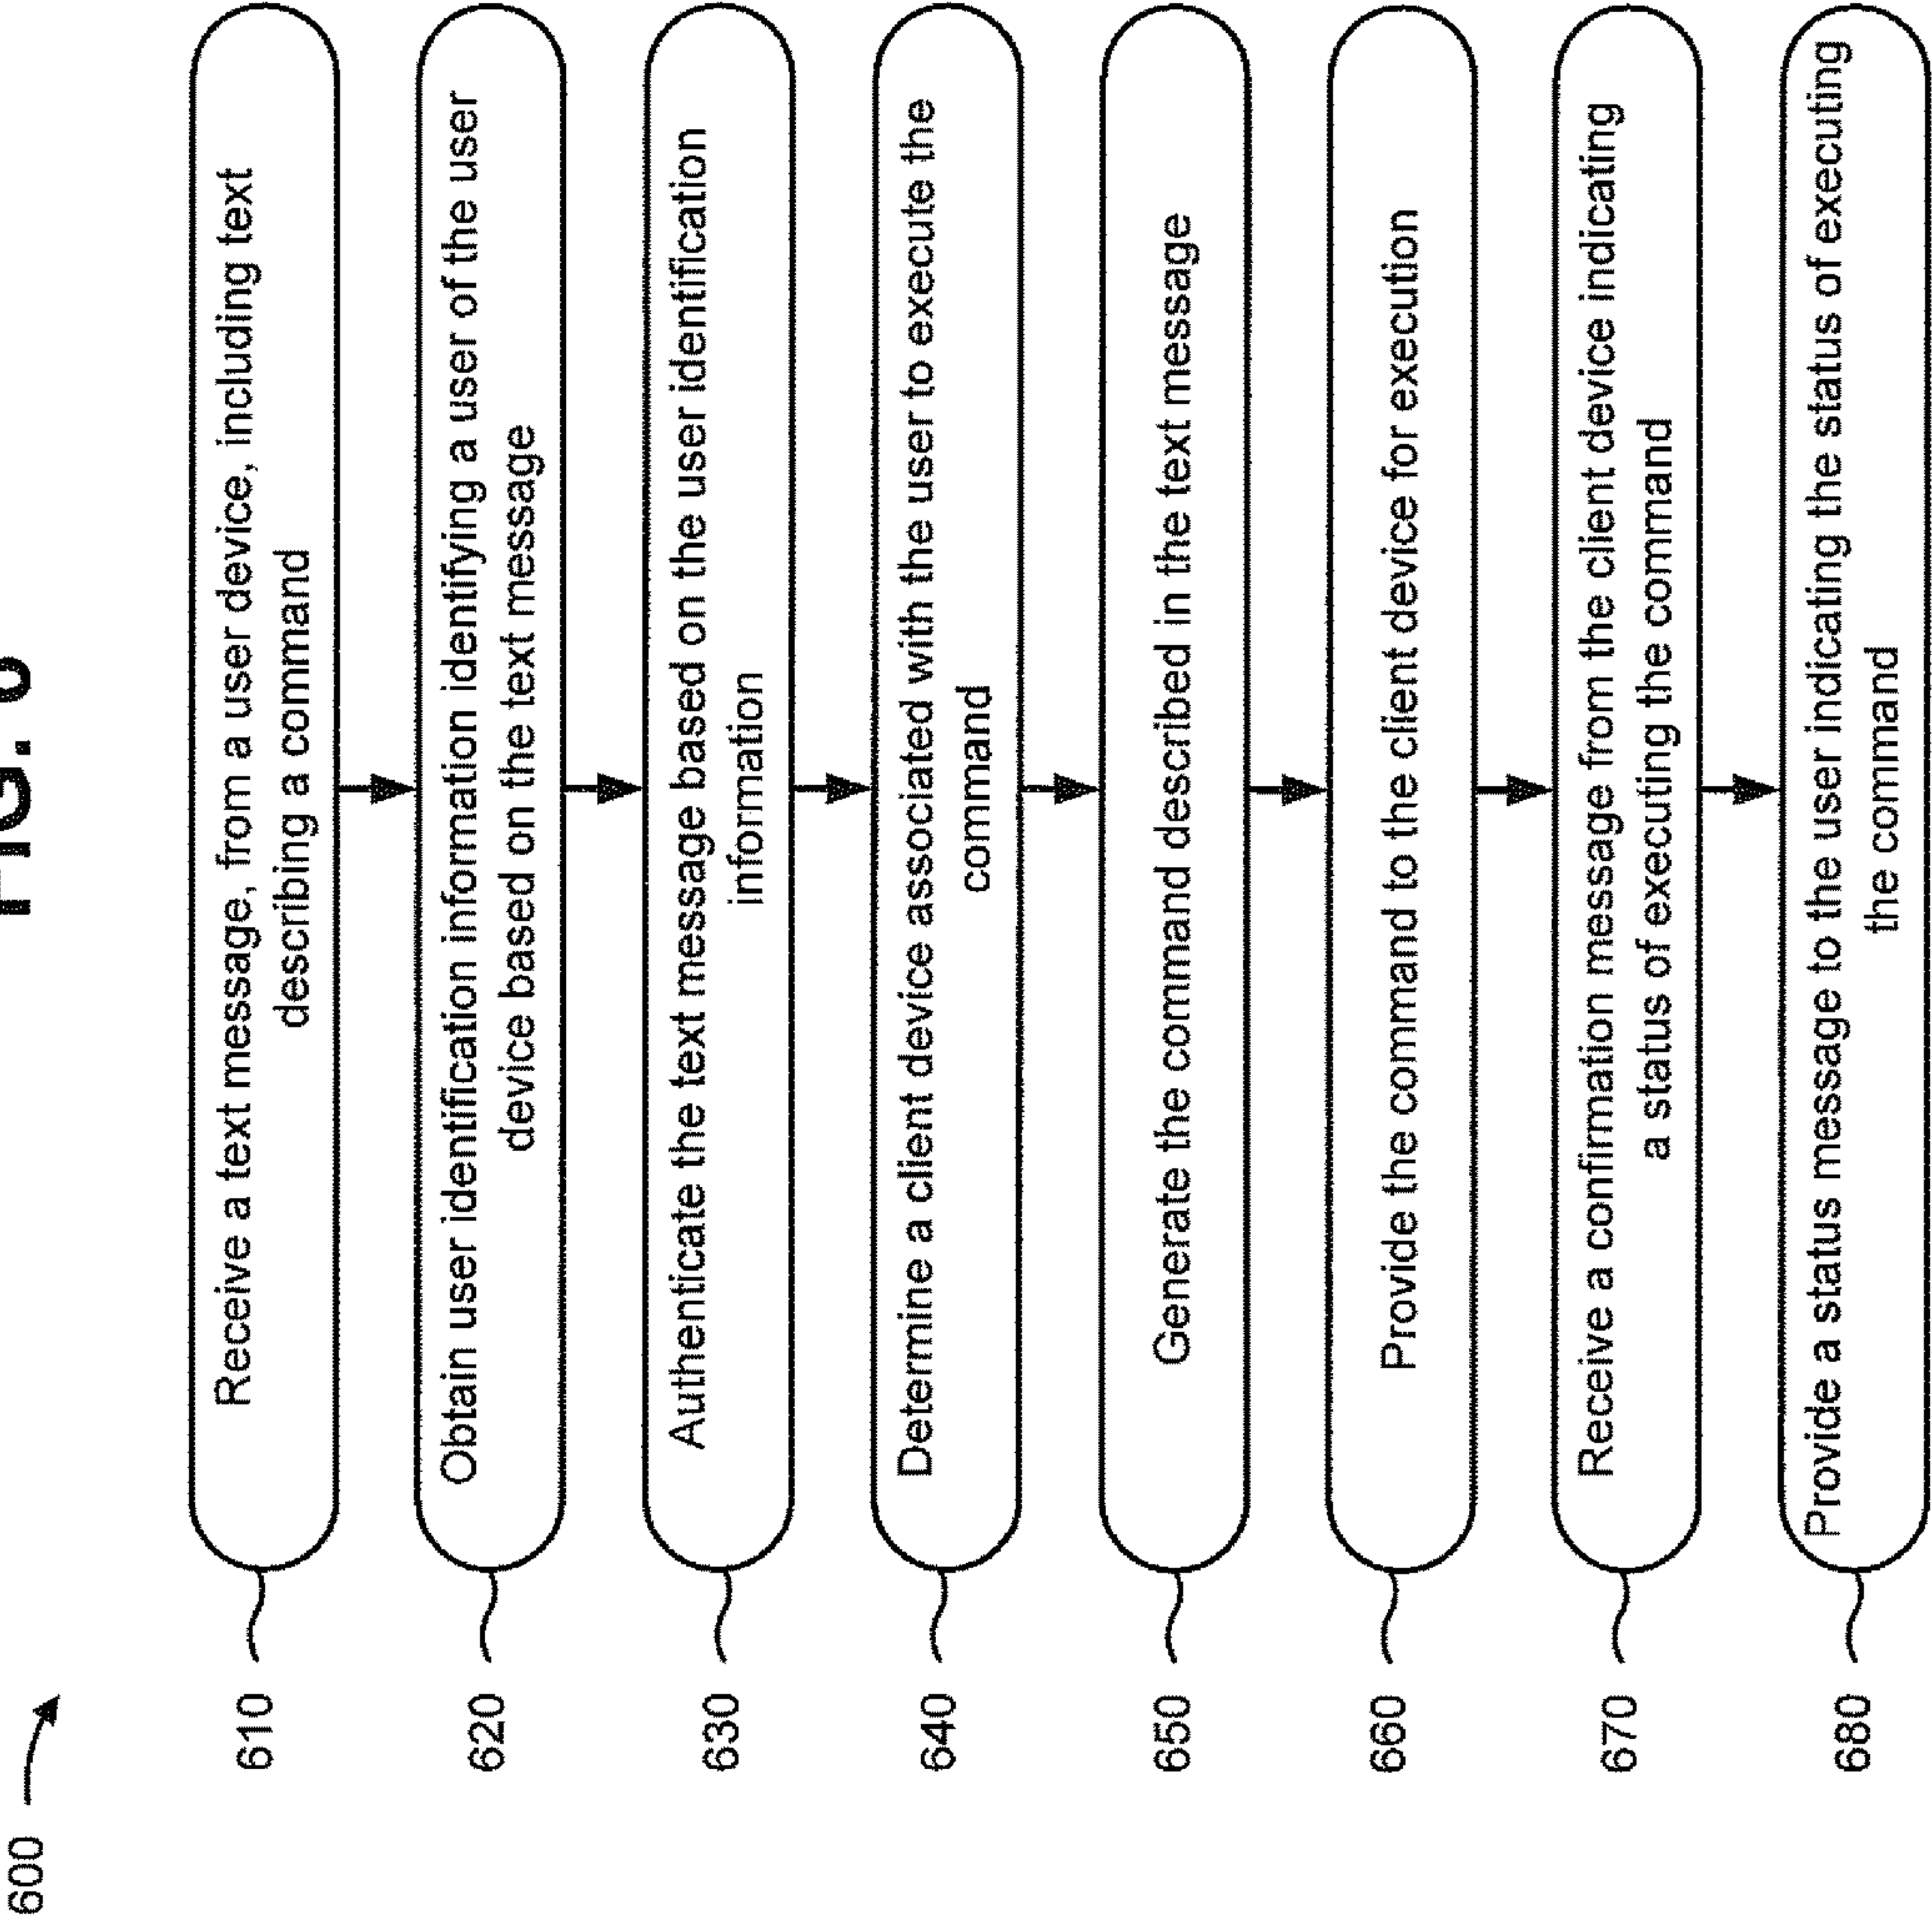 FIG. 6
600
610
Receive a text message, from a user device, including text
describing a command
620
Obtain user identification information identifying a user of the user
device based on the text message
630
Authenticate the text message based on the user identification
information
640
Determine a client device associated with the user to execute the
command
650
Generate the command described in the text message
660
Provide the command to the client device for execution
670
Receive a confirmation message from the client device indicating
a status of executing the command
680
Provide a status message to the user indicating the status of executing
the command